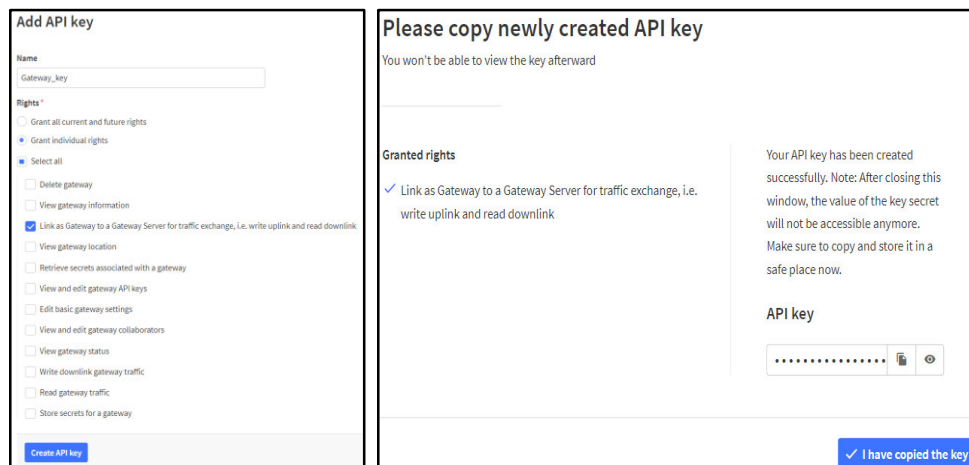 Add API key
Name
Gateway_key
Rights *
Grant all current and future rights
Grant individual rights
Select all
Delete gateway
View gateway information
Link as Gateway to a Gateway Server for traffic exchange, i.e. write uplink and read downlink
View gateway location
Retrieve secrets associated with a gateway
View and edit gateway API keys
Edit basic gateway settings
View and edit gateway collaborators
View gateway status
Write downlink gateway traffic
Read gateway traffic
Store secrets for a gateway
Create API key
Please copy newly created API key
You won't be able to view the key afterward
Granted rights
Link as Gateway to a Gateway Server for traffic exchange, i.e.
write uplink and read downlink
Your API key has been created
successfully. Note: After closing this
window, the value of the key secret
will not be accessible anymore.
Make sure to copy and store it in a
safe place now.
API key
I have copied the key